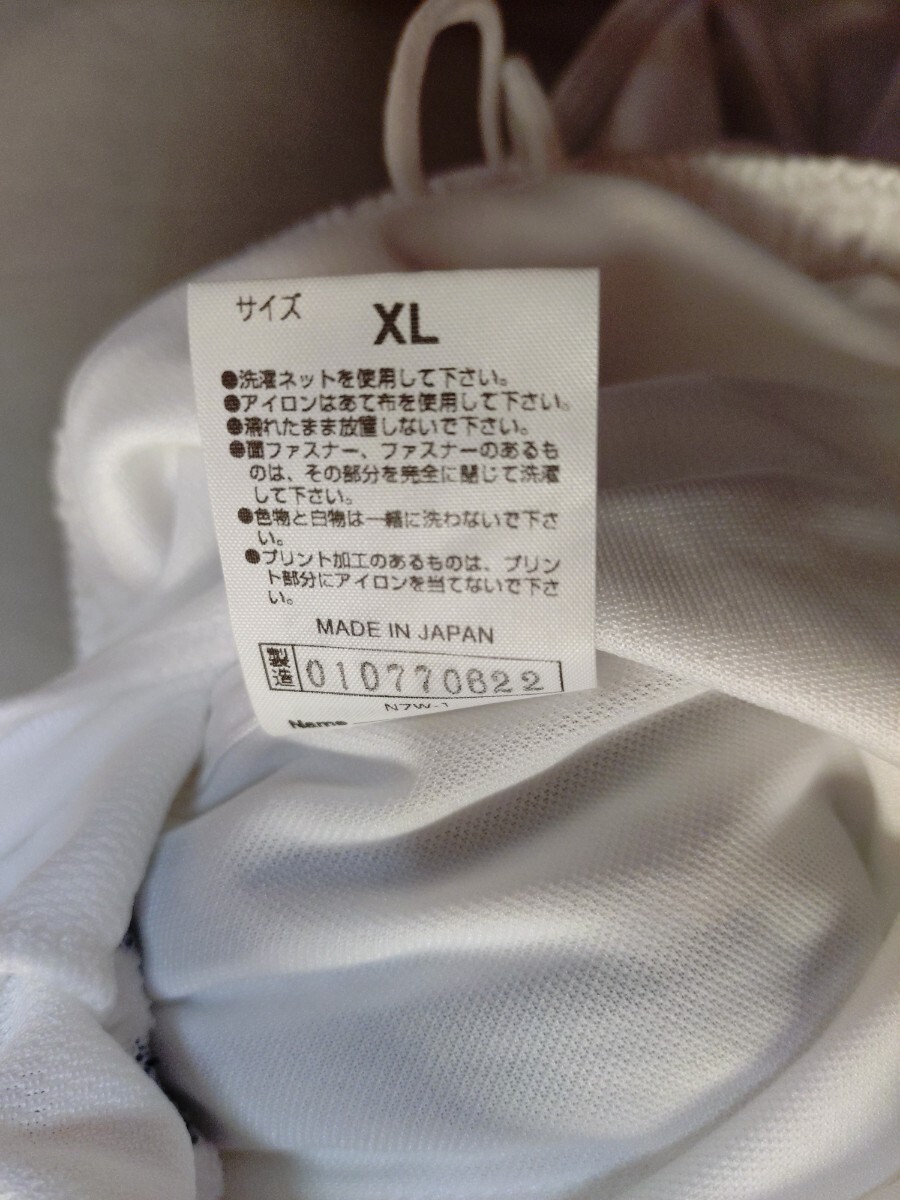 サイズ XL
●洗濯ネットを使用して下さい。
●アイロンはあて布を使用して下さい。
●濡れたまま放置しないで下さい。
●面ファスナー、ファスナーのあるも
のは、その部分を完全に閉じて洗濯
して下さい。
●色物と白物は一緒に洗わないで下さ
い。
●プリント加工のあるものは、プリン
ト部分にアイロンを当てないで下さ
い。
MADE IN JAPAN
製造 010770622
N7W-1
Name